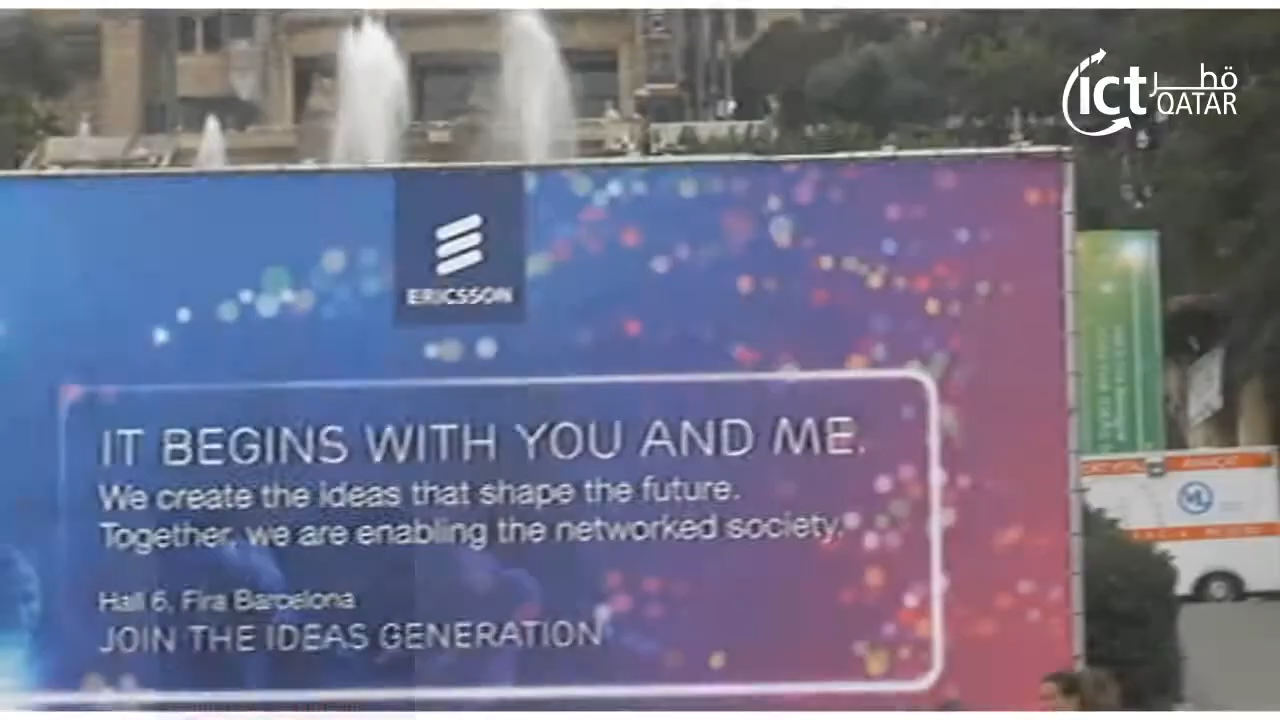 ict QATAR
ERICSSON
IT BEGINS WITH YOU AND ME.
We create the ideas that shape the future.
Together, we are enabling the networked society.
Hall 6, Fira Barcelona
JOIN THE IDEAS GENERATION